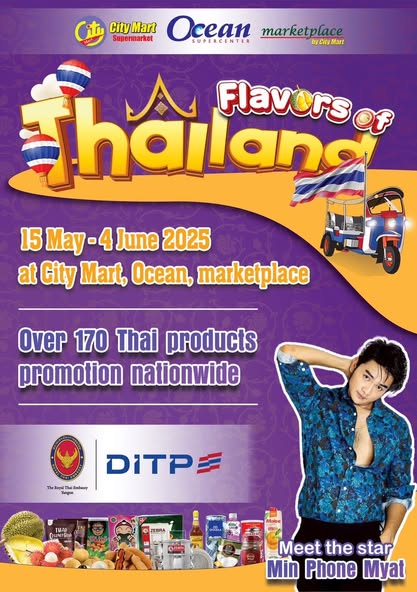 City Mart
Supermarket
Ocean
SUPERCENTER
marketplace
by City Mart
Flavors of
Thailand
15 May - 4 June 2025
at City Mart, Ocean, marketplace
Over 170 Thai products
promotion nationwide
The Royal Thai Embassy
Yangon
DITP
ZEBRA
Malee
Meet the star
Min Phone Myat